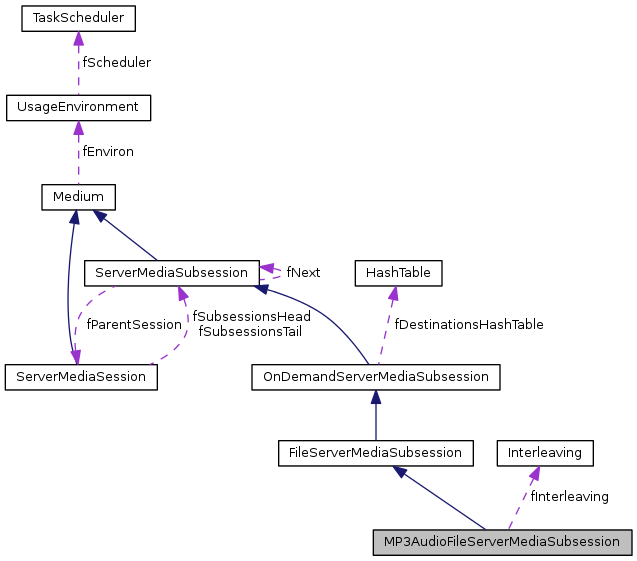 TaskScheduler
fScheduler
UsageEnvironment
fEnviron
Medium
ServerMediaSubsession
fNext
HashTable
fParentSession
fSubsessionsHead
fSubsessionsTail
fDestinationsHashTable
ServerMediaSession
OnDemandServerMediaSubsession
FileServerMediaSubsession
Interleaving
fInterleaving
MP3AudioFileServerMediaSubsession